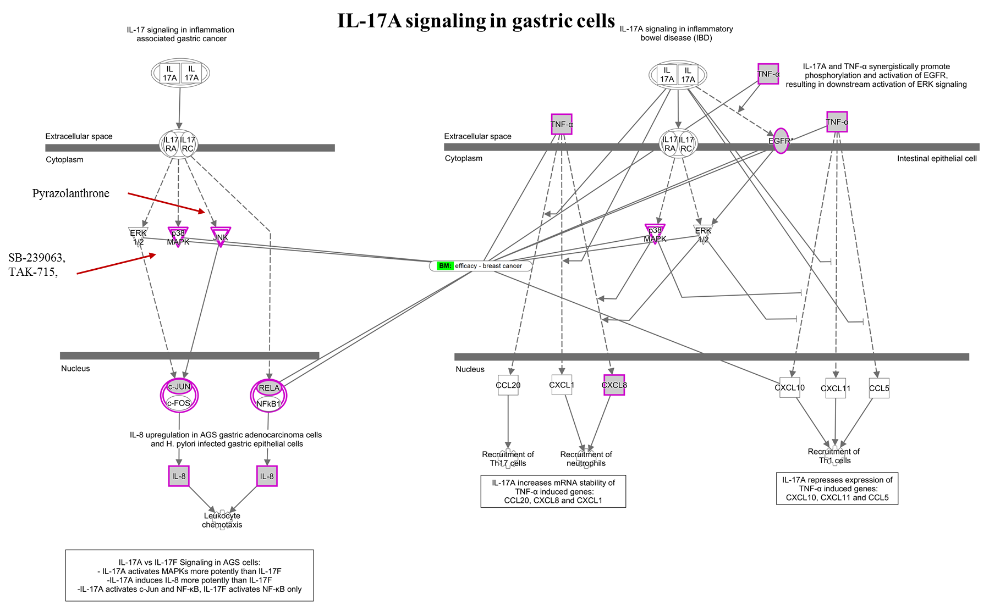 IL-17A signaling in gastric cells
IL-17 signaling in inflammation
associated gastric cancer
IL
17A
IL
17A
Extracellular space
IL17
RA
IL17
RC
Cytoplasm
Pyrazolanthrone
ERK
1/2
p38
MAPK
JNK
SB-239063,
TAK-715,
Nucleus
c-JUN
c-FOS
RELA
NFkB1
IL-8 upregulation in AGS gastric adenocarcinoma cells
and H. pylori infected gastric epithelial cells
IL-8
IL-8
Leukocyte
chemotaxis
IL-17A vs IL-17F Signaling in AGS cells:
- IL-17A activates MAPKs more potently than IL-17F
-IL-17A induces IL-8 more potently than IL-17F
-IL-17A activates c-Jun and NF-κB, IL-17F activates NF-κB only
BM: efficacy - breast cancer
IL-17A signaling in inflammatory
bowel disease (IBD)
IL
17A
IL
17A
TNF-α
IL-17A and TNF-α synergistically promote
phosphorylation and activation of EGFR,
resulting in downstream activation of ERK signaling
TNF-α
TNF-α
Extracellular space
IL17
RA
IL17
RC
EGFR*
Cytoplasm
Intestinal epithelial cell
p38
MAPK
ERK
1/2
Nucleus
CCL20
CXCL1
CXCL8
CXCL10
CXCL11
CCL5
Recruitment of
Th17 cells
Recruitment of
neutrophils
Recruitment of
Th1 cells
IL-17A increases mRNA stability of
TNF-α induced genes:
CCL20, CXCL8 and CXCL1
IL-17A represses expression of
TNF-α induced genes:
CXCL10, CXCL11 and CCL5